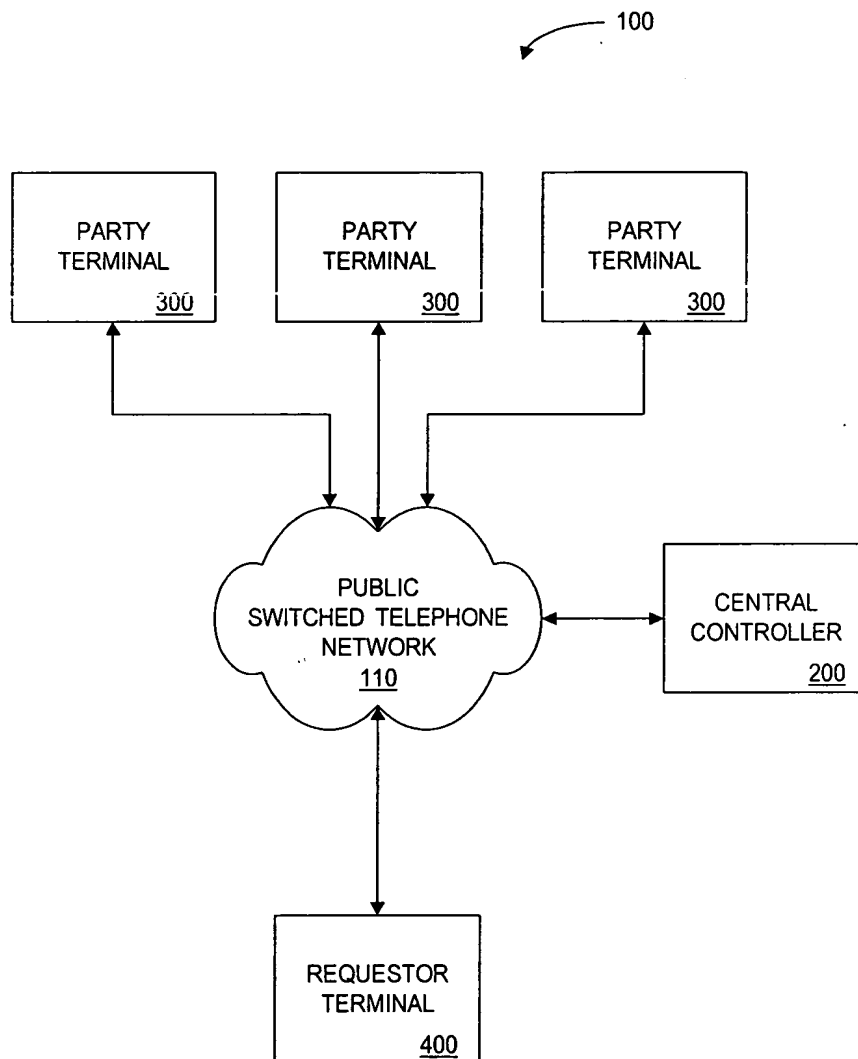 100
PARTY
TERMINAL
300
PARTY
TERMINAL
300
PARTY
TERMINAL
300
PUBLIC
SWITCHED TELEPHONE
NETWORK
110
CENTRAL
CONTROLLER
200
REQUESTOR
TERMINAL
400